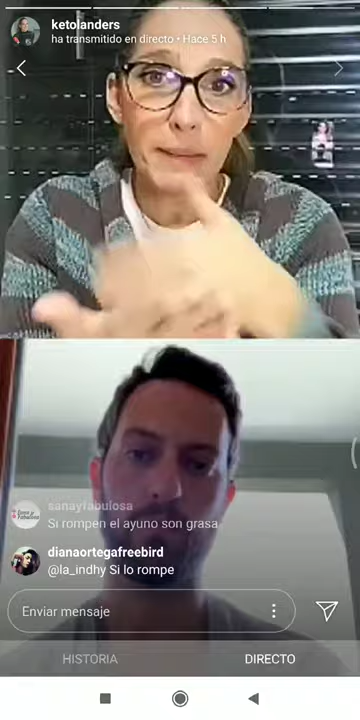 ketolanders
ha transmitido en directo • Hace 5 h
sanayfabulosa
Si rompen el ayuno son grasa
dianaortegafreebird
@la_indhy Si lo rompe
Enviar mensaje
HISTORIA
DIRECTO